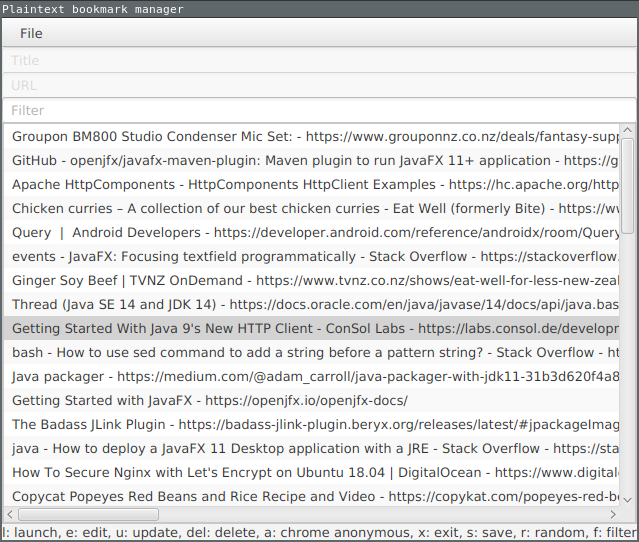 Plaintext bookmark manager
File
Title
URL
Filter
Groupon BM800 Studio Condenser Mic Set: - https://www.grouponnz.co.nz/deals/fantasy-supp
GitHub - openjfx/javafx-maven-plugin: Maven plugin to run JavaFX 11+ application - https://g
Apache HttpComponents - HttpComponents HttpClient Examples - https://hc.apache.org/http
Chicken curries – A collection of our best chicken curries - Eat Well (formerly Bite) - https://ww
Query | Android Developers - https://developer.android.com/reference/androidx/room/Query
events - JavaFX: Focusing textfield programmatically - Stack Overflow - https://stackoverflow.
Ginger Soy Beef | TVNZ OnDemand - https://www.tvnz.co.nz/shows/eat-well-for-less-new-zeal
Thread (Java SE 14 and JDK 14) - https://docs.oracle.com/en/java/javase/14/docs/api/java.bas
Getting Started With Java 9's New HTTP Client - ConSol Labs - https://labs.consol.de/developm
bash - How to use sed command to add a string before a pattern string? - Stack Overflow - ht
Java packager - https://medium.com/@adam_carroll/java-packager-with-jdk11-31b3d620f4a8
Getting Started with JavaFX - https://openjfx.io/openjfx-docs/
The Badass JLink Plugin - https://badass-jlink-plugin.beryx.org/releases/latest/#jpackageImag
java - How to deploy a JavaFX 11 Desktop application with a JRE - Stack Overflow - https://sta
How To Secure Nginx with Let's Encrypt on Ubuntu 18.04 | DigitalOcean - https://www.digital
Copycat Popeyes Red Beans and Rice Recipe and Video - https://copykat.com/popeyes-red-be
l: launch, e: edit, u: update, del: delete, a: chrome anonymous, x: exit, s: save, r: random, f: filter